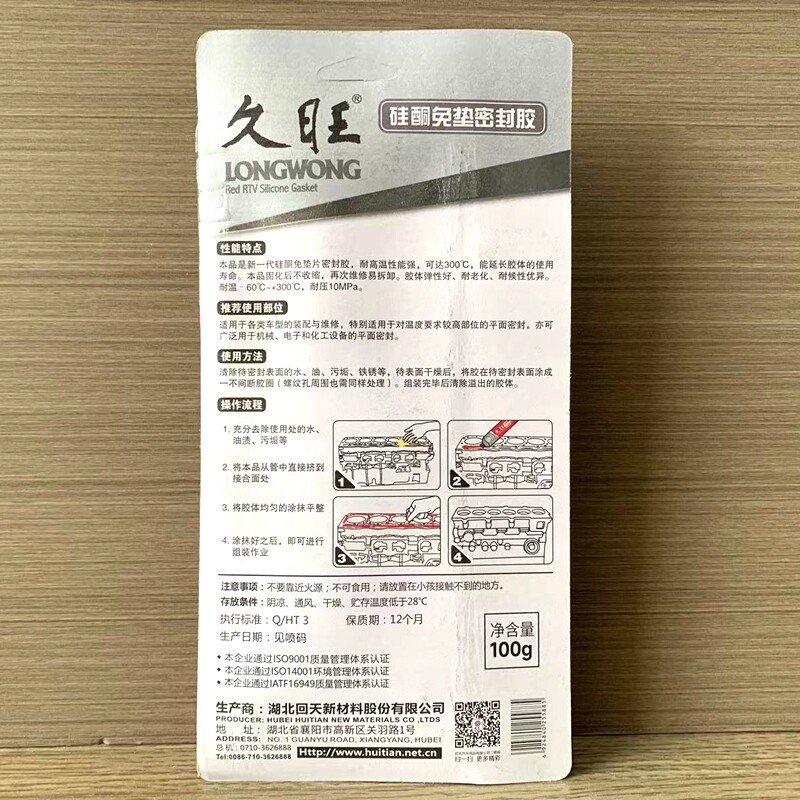 久旺®
硅酮免垫密封胶
LONGWONG
Red RTV Silicone Gasket
性能特点
本品是新一代硅酮免垫片密封胶，耐高温性能强，可达300℃，能延长胶体的使用
寿命。本品固化后不收缩，再次维修易拆卸。胶体弹性好、耐老化、耐候性优异。
耐温－60℃~+300℃，耐压10MPa。
推荐使用部位
适用于各类车型的装配与维修，特别适用于对温度要求较高部位的平面密封，亦可
广泛用于机械、电子和化工设备的平面密封。
使用方法
清除待密封表面的水、油、污垢、铁锈等，待表面干燥后，将胶在待密封表面涂成
一不间断胶圈（螺纹孔周围也需同样处理）。组装完毕后清除溢出的胶体。
操作流程
1. 充分去除使用处的水、
油渍、污垢等
2. 将本品从管中直接挤到
接合面处
3. 将胶体均匀的涂抹平整
4. 涂抹好之后，即可进行
组装作业
1
2
久旺
3
4
注意事项：不要靠近火源；不可食用；请放置在小孩接触不到的地方。
存放条件：阴凉、通风、干燥、贮存温度低于28℃
执行标准：Q/HT 3 保质期：12个月
生产日期：见喷码
净含量
100g
• 本企业通过ISO9001质量管理体系认证
• 本企业通过ISO14001环境管理体系认证
• 本企业通过IATF16949质量管理体系认证
生产商：湖北回天新材料股份有限公司
PRODUCER: HUBEI HUITIAN NEW MATERIALS CO.,LTDS
地 址：湖北省襄阳市高新区关羽路1号
ADDRESS: NO.1 GUANYU ROAD, XIANGYANG, HUBEI
总机：0710-3626888
Tel:0086-710-3626888
Http://www.huitian.net.cn
扫一扫 更多精彩